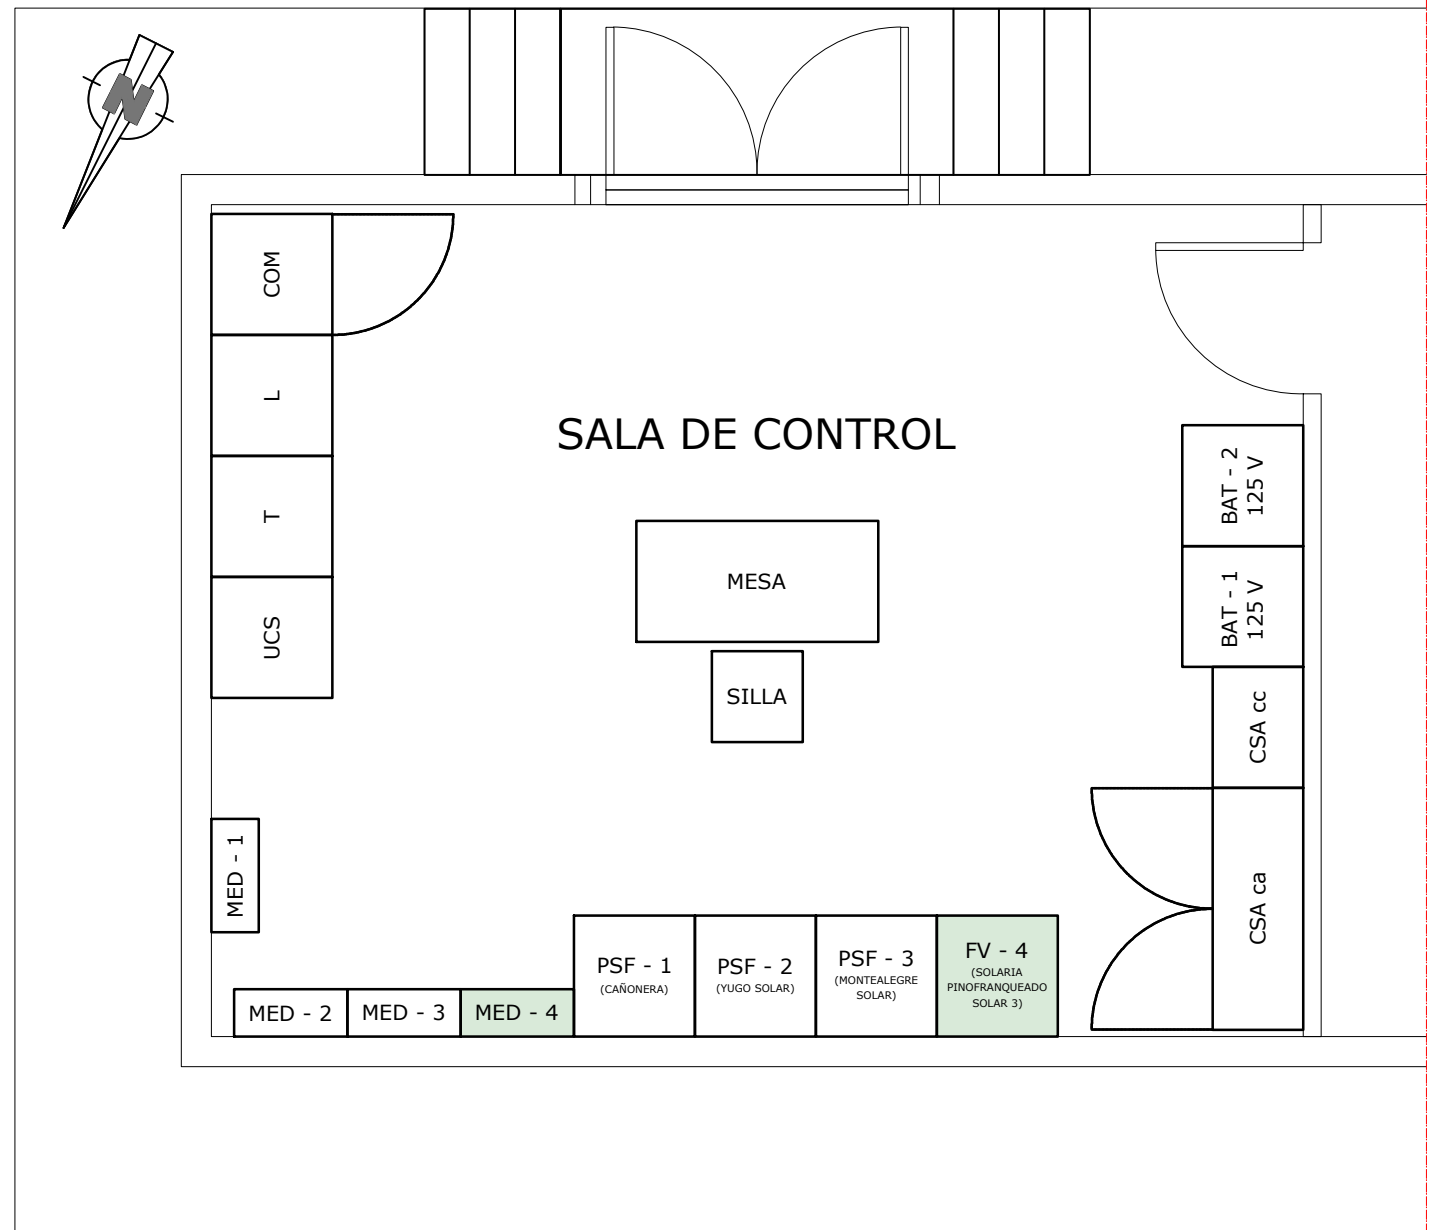 N
COM
L
T
UCS
SALA DE CONTROL
MESA
SILLA
BAT - 2
125 V
BAT - 1
125 V
CSA cc
CSA ca
MED - 1
MED - 2
MED - 3
MED - 4
PSF - 1
(CAÑONERA)
PSF - 2
(YUGO SOLAR)
PSF - 3
(MONTEALEGRE
SOLAR)
FV - 4
(SOLARIA
PINOFRANQUEADO
SOLAR 3)